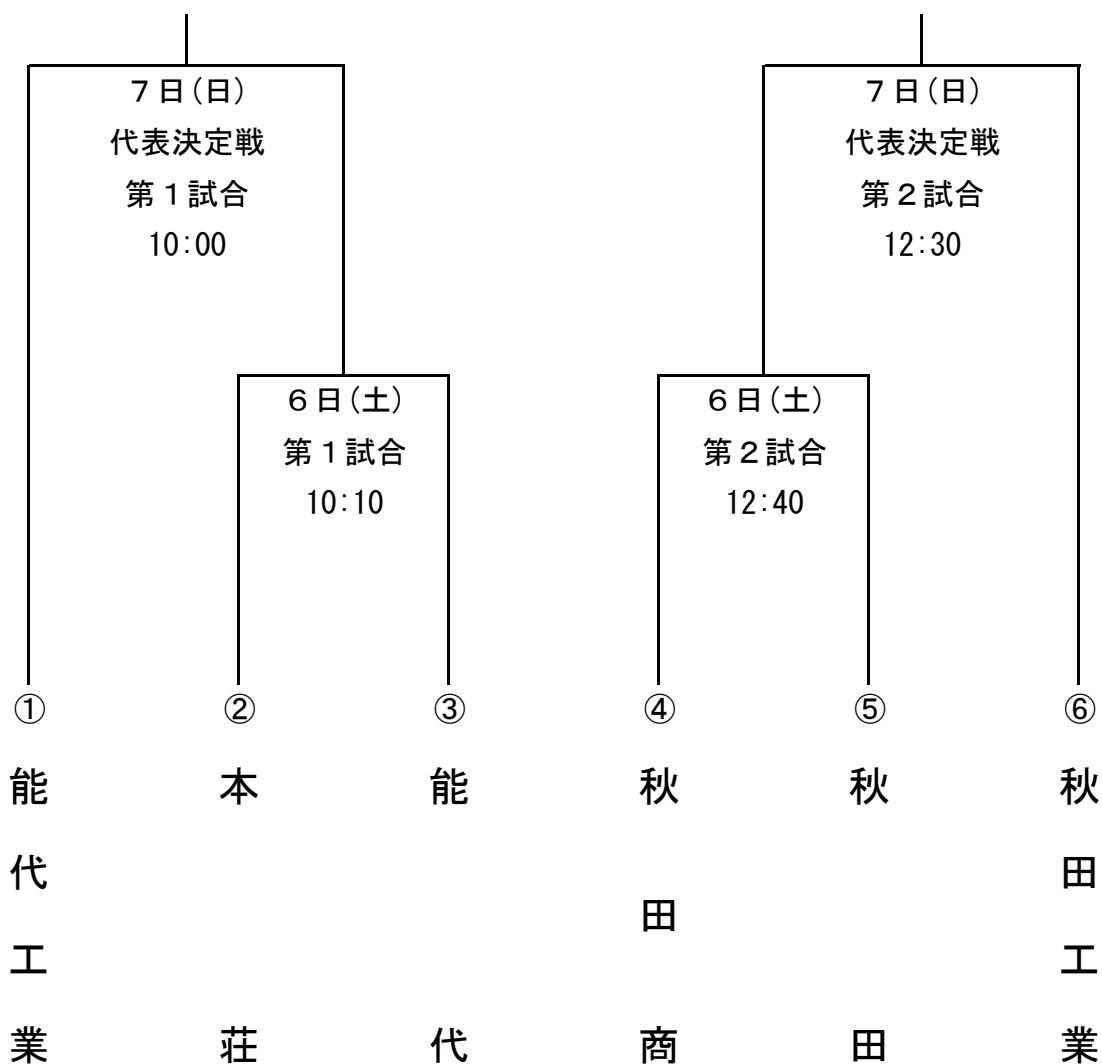 7日(日)
代表決定戦
第1試合
10:00
7日(日)
代表決定戦
第2試合
12:30
6日(土)
第1試合
10:10
6日(土)
第2試合
12:40
①
②
③
④
⑤
⑥
能代工業
本荘
能代
秋田商
秋田
秋田工業